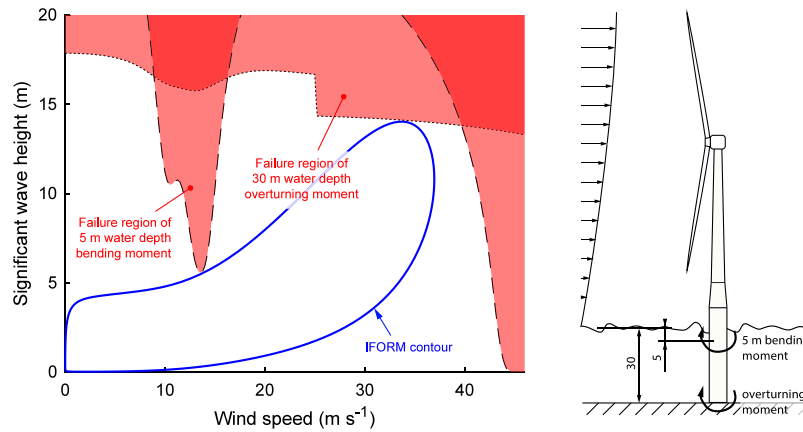 20
15
10
5
0
Significant wave height (m)
Failure region of
30 m water depth
overturning moment
Failure region of
5 m water depth
bending moment
IFORM contour
0
10
20
30
40
Wind speed (m s⁻¹)
30
5
5 m bending
moment
overturning
moment